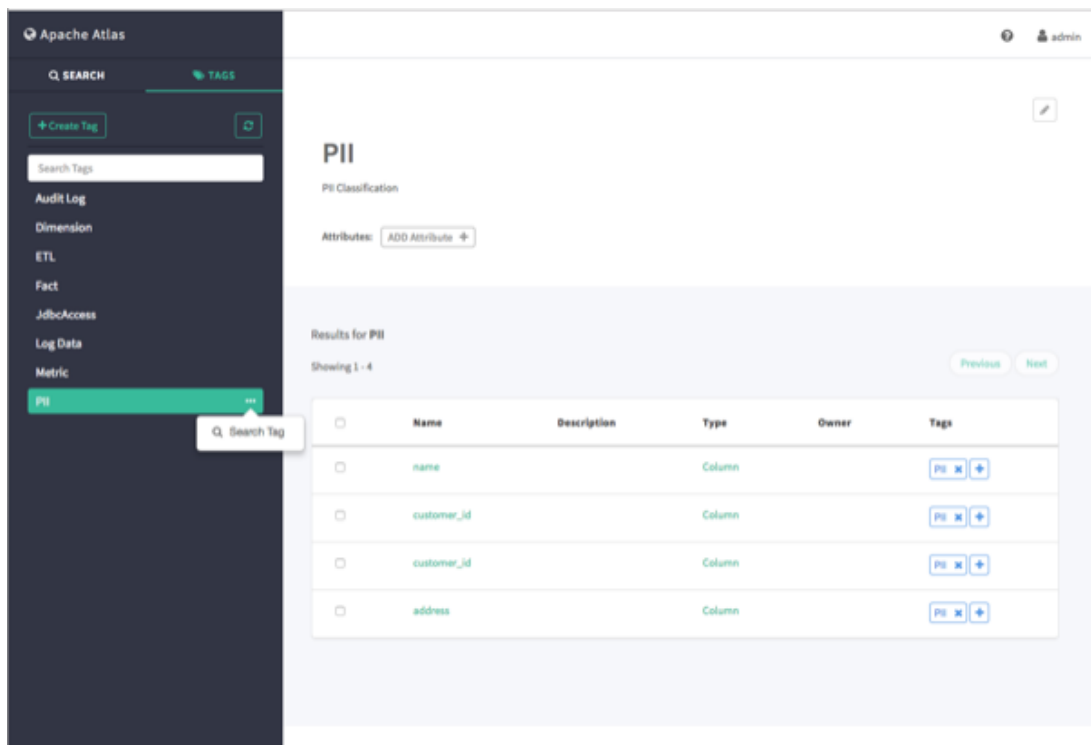 Apache Atlas
admin
SEARCH
TAGS
Create Tag
Search Tags
Audit Log
Dimension
ETL
Fact
JdbcAccess
Log Data
Metric
PII
Search Tag
PII
PII Classification
Attributes: ADD Attribute +
Results for PII
Showing 1 - 4
Previous Next
Name Description Type Owner Tags
name Column PII
customer_id Column PII
customer_id Column PII
address Column PII